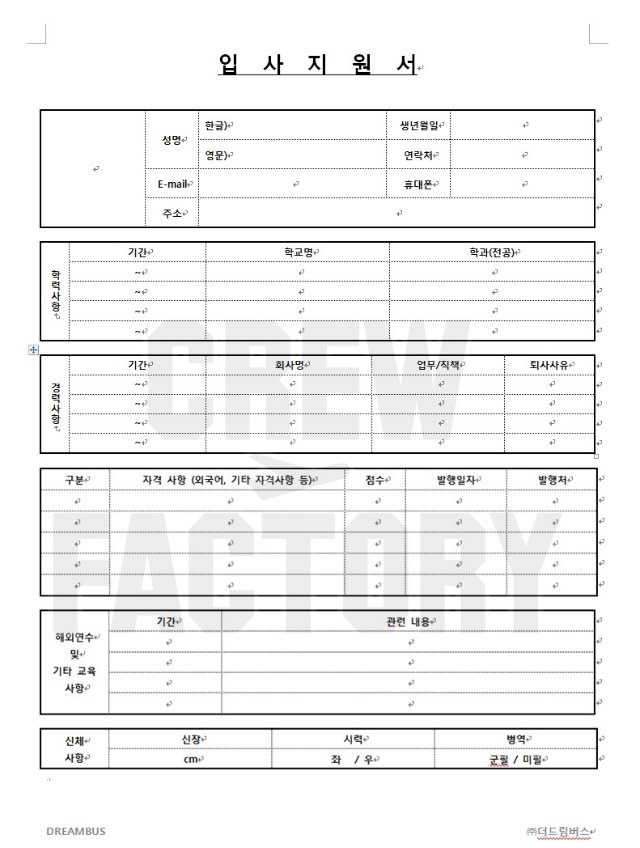 입 사 지 원 서
성명 한글) 생년월일
영문) 연락처
E-mail 휴대폰
주소
학력사항 기간 학교명 학과(전공)
~
~
~
~
CREW
경력사항 기간 회사명 업무/직책 퇴사사유
~
~
~
~
구분 자격 사항 (외국어, 기타 자격사항 등) 점수 발행일자 발행처
FACTORY
해외연수
및
기타 교육
사항
기간 관련 내용
신체
사항
신장 시력 병역
cm 좌 / 우 군필 / 미필
DREAMBUS ㈜더드림버스